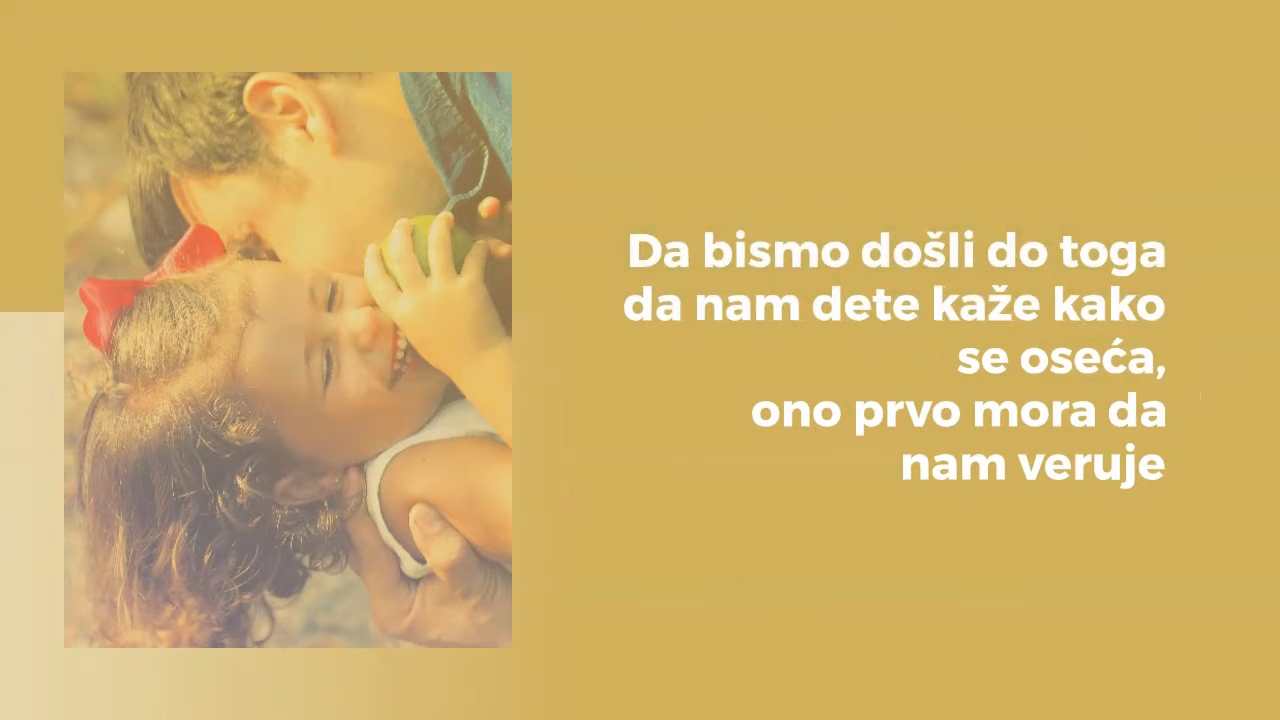 Da bismo došli do toga
da nam dete kaže kako
se oseća,
ono prvo mora da
nam veruje